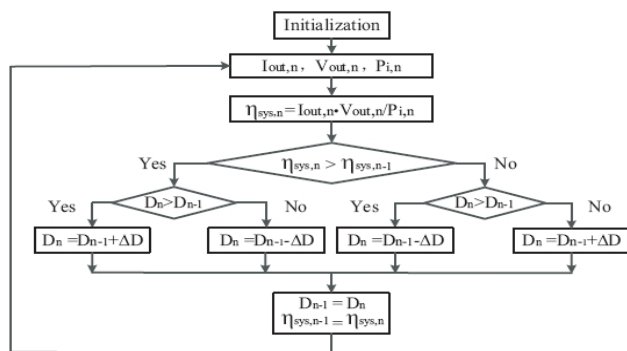 Initialization
Iout,n , Vout,n , Pi,n
ηsys,n=Iout,n•Vout,n/Pi,n
Yes
ηsys,n > ηsys,n-1
No
Yes
Dn>Dn-1
No
Yes
Dn>Dn-1
No
Dn =Dn-1+ΔD
Dn =Dn-1-ΔD
Dn =Dn-1-ΔD
Dn =Dn-1+ΔD
Dn-1 = Dn
ηsys,n-1 = ηsys,n